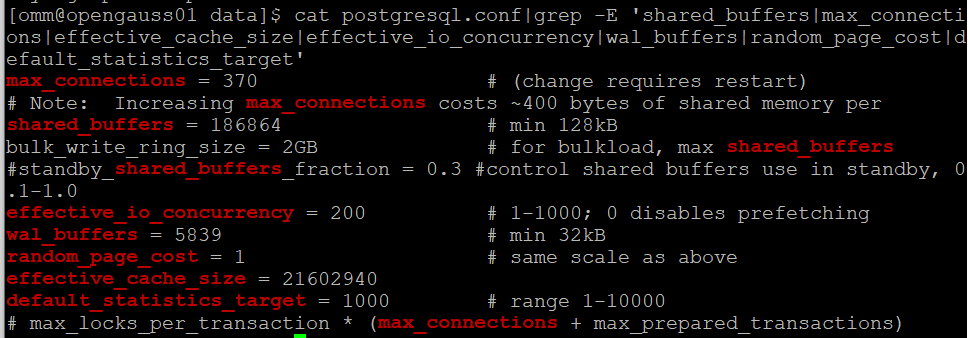 [omm@opengauss01 data]$ cat postgresql.conf|grep -E 'shared_buffers|max_connecti
ons|effective_cache_size|effective_io_concurrency|wal_buffers|random_page_cost|d
efault_statistics_target'
max_connections = 370 # (change requires restart)
# Note:  Increasing max_connections costs ~400 bytes of shared memory per
shared_buffers = 186864 # min 128kB
bulk_write_ring_size = 2GB # for bulkload, max shared_buffers
#standby_shared_buffers_fraction = 0.3 #control shared buffers use in standby, 0
.1-1.0
effective_io_concurrency = 200 # 1-1000; 0 disables prefetching
wal_buffers = 5839 # min 32kB
random_page_cost = 1 # same scale as above
effective_cache_size = 21602940
default_statistics_target = 1000 # range 1-10000
# max_locks_per_transaction * (max_connections + max_prepared_transactions)